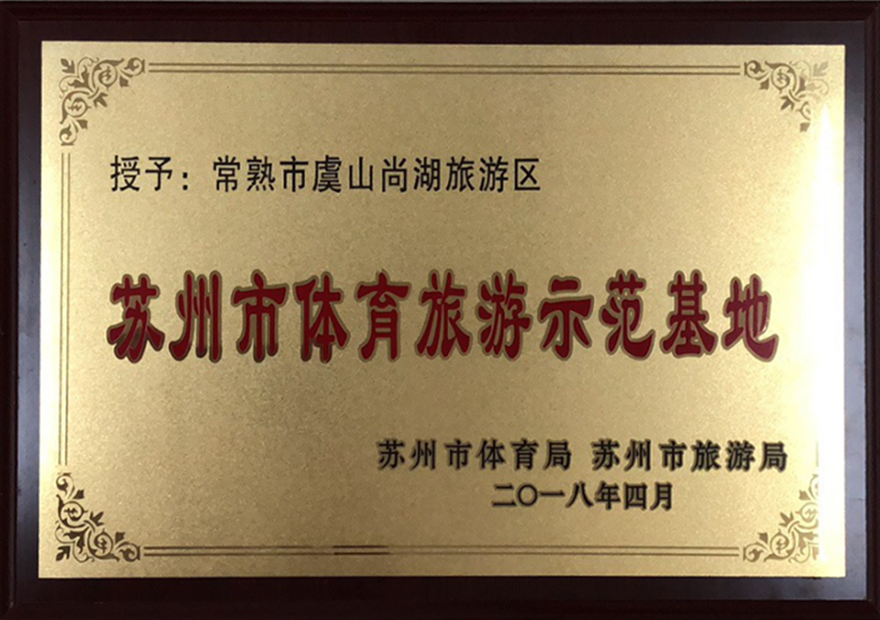 授予：常熟市虞山尚湖旅游区
苏州市体育旅游示范基地
苏州市体育局 苏州市旅游局
二〇一八年四月